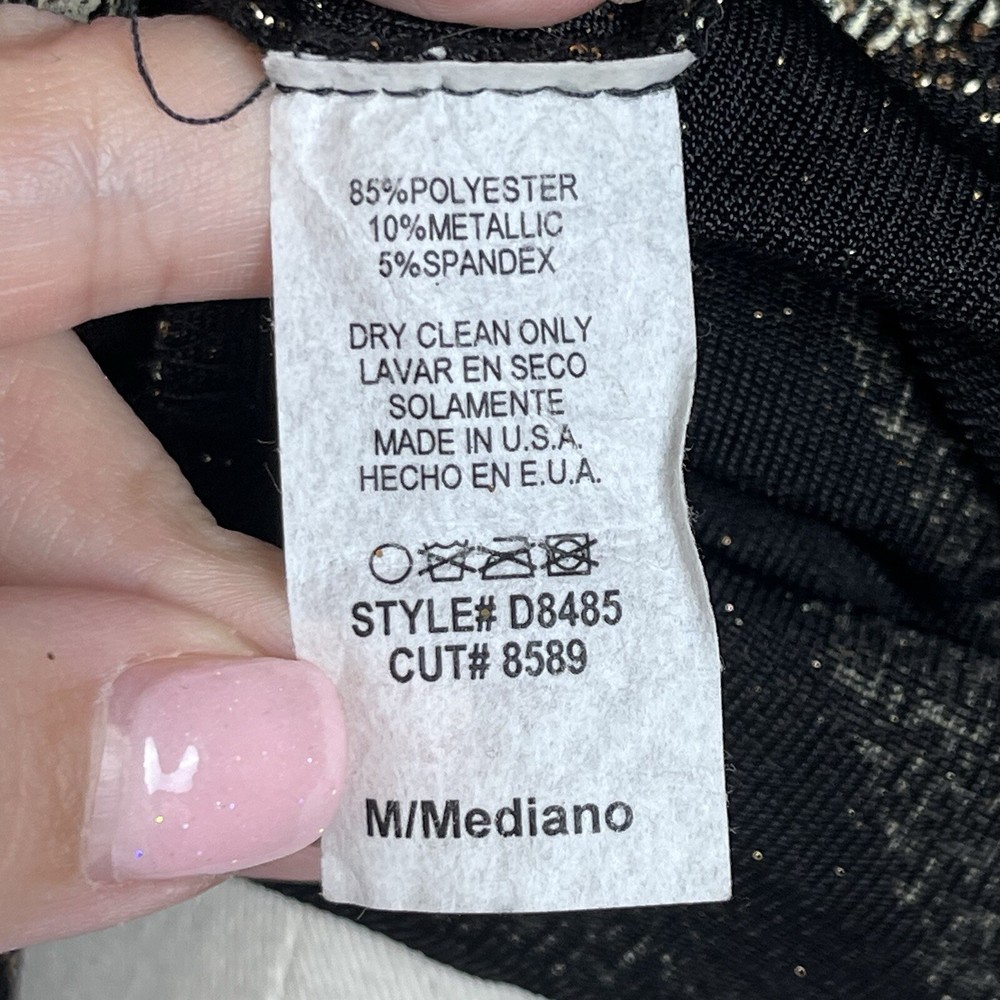 85%POLYESTER
10%METALLIC
5%SPANDEX
DRY CLEAN ONLY
LAVAR EN SECO
SOLAMENTE
MADE IN U.S.A.
HECHO EN E.U.A.
STYLE# D8485
CUT# 8589
M/Mediano